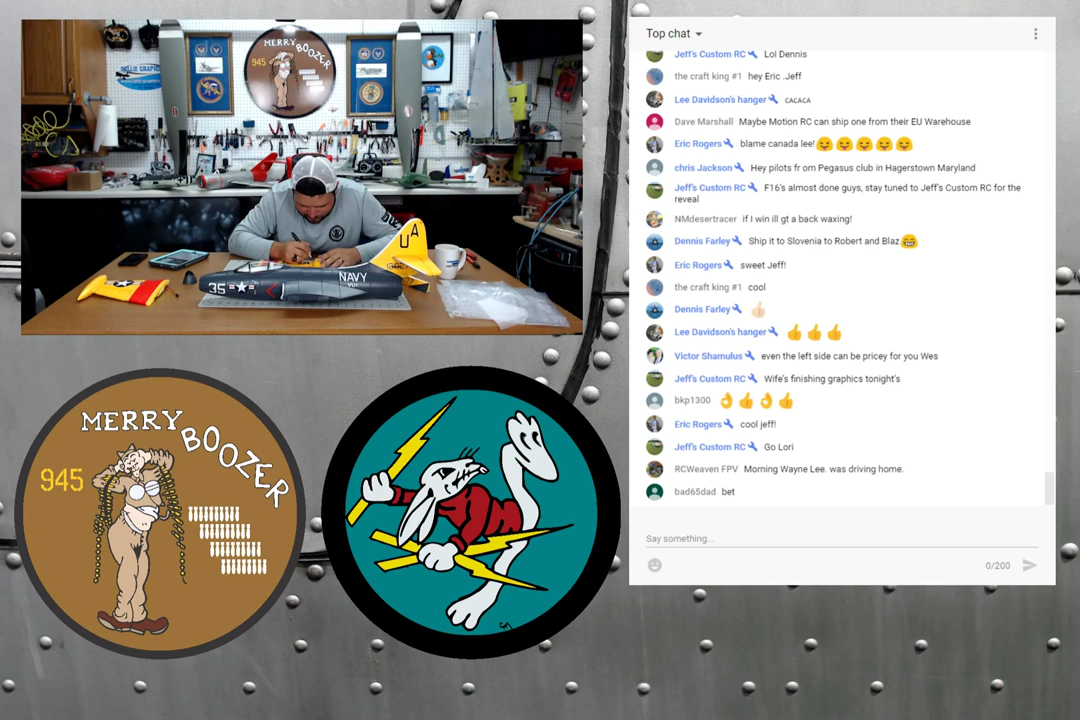 MERRY
BOOZER
945
UA
NAVY
VU-
35
MERRY
BOOZER
945
Top chat
Jeff's Custom RC Lol Dennis
the craft king #1 hey Eric .Jeff
Lee Davidson's hanger CACACA
Dave Marshall Maybe Motion RC can ship one from their EU Warehouse
Eric Rogers blame canada lee!😝😝😝😝😝
chris Jackson Hey pilots fr om Pegasus club in Hagerstown Maryland
Jeff's Custom RC F16's almost done guys, stay tuned to Jeff's Custom RC for the
reveal
NMdesertracer if I win ill gt a back waxing!
Dennis Farley Ship it to Slovenia to Robert and Blaz😂
Eric Rogers sweet Jeff!
the craft king #1 cool
Dennis Farley 👍🏻
Lee Davidson's hanger 👍👍👍
Victor Shamulus even the left side can be pricey for you Wes
Jeff's Custom RC Wife's finishing graphics tonight's
bkp1300 👌👍👌👍
Eric Rogers cool jeff!
Jeff's Custom RC Go Lori
RCWeaven FPV Morning Wayne Lee. was driving home.
bad65dad bet
Say something...
0/200